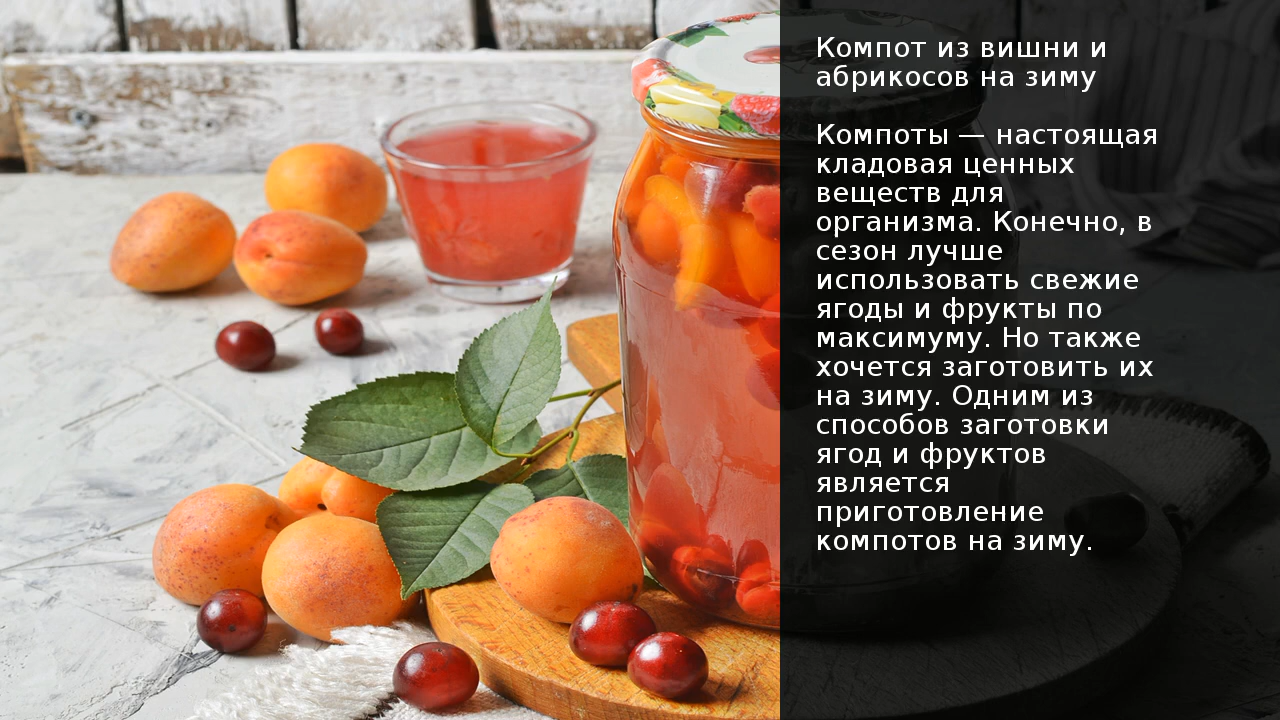 Компот из вишни и
абрикосов на зиму
Компоты — настоящая
кладовая ценных
веществ для
организма. Конечно, в
сезон лучше
использовать свежие
ягоды и фрукты по
максимуму. Но также
хочется заготовить их
на зиму. Одним из
способов заготовки
ягод и фруктов
является
приготовление
компотов на зиму.